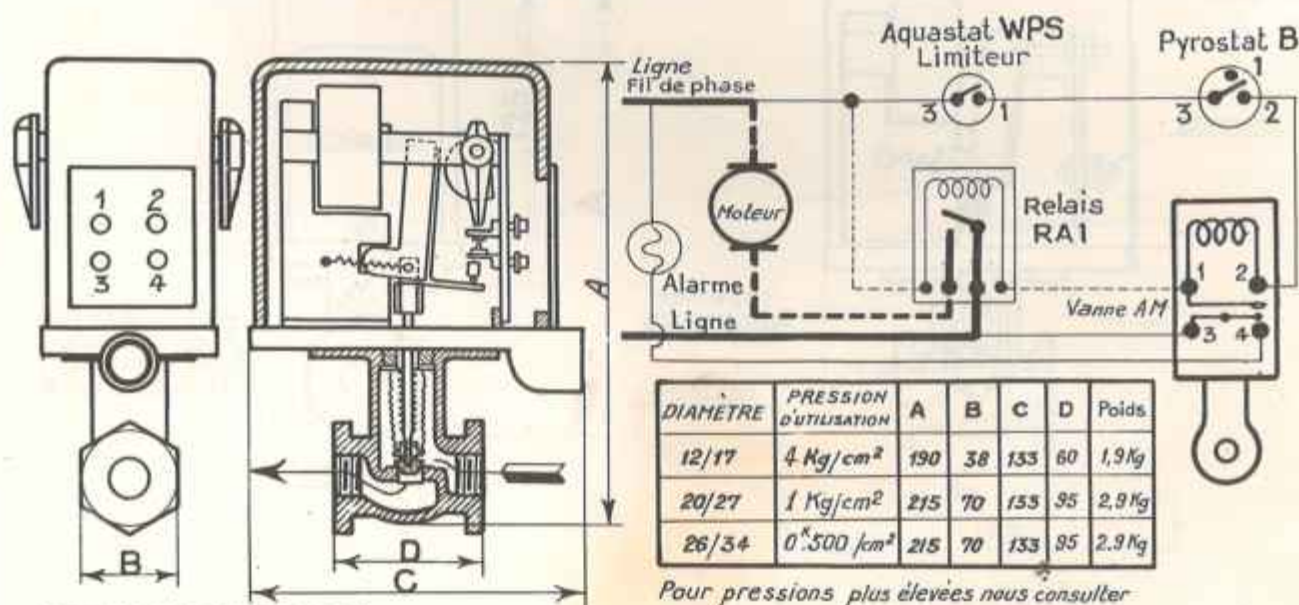 1 2
3 4
B
A
D
C
Ligne
Fil de phase
Aquastat WPS
Limiteur
3 1
Pyrostat B
1
3 2
Moteur
Relais
RA1
Alarme
Ligne
Vanne AM
1 2
3 4
DIAMÈTRE PRESSION D'UTILISATION A B C D Poids
12/17 4 Kg/cm² 190 38 133 60 1,9 Kg
20/27 1 Kg/cm² 215 70 133 95 2,9 Kg
26/34 0ᴷ.500 /cm² 215 70 133 95 2.9 Kg
Pour pressions plus élevées nous consulter